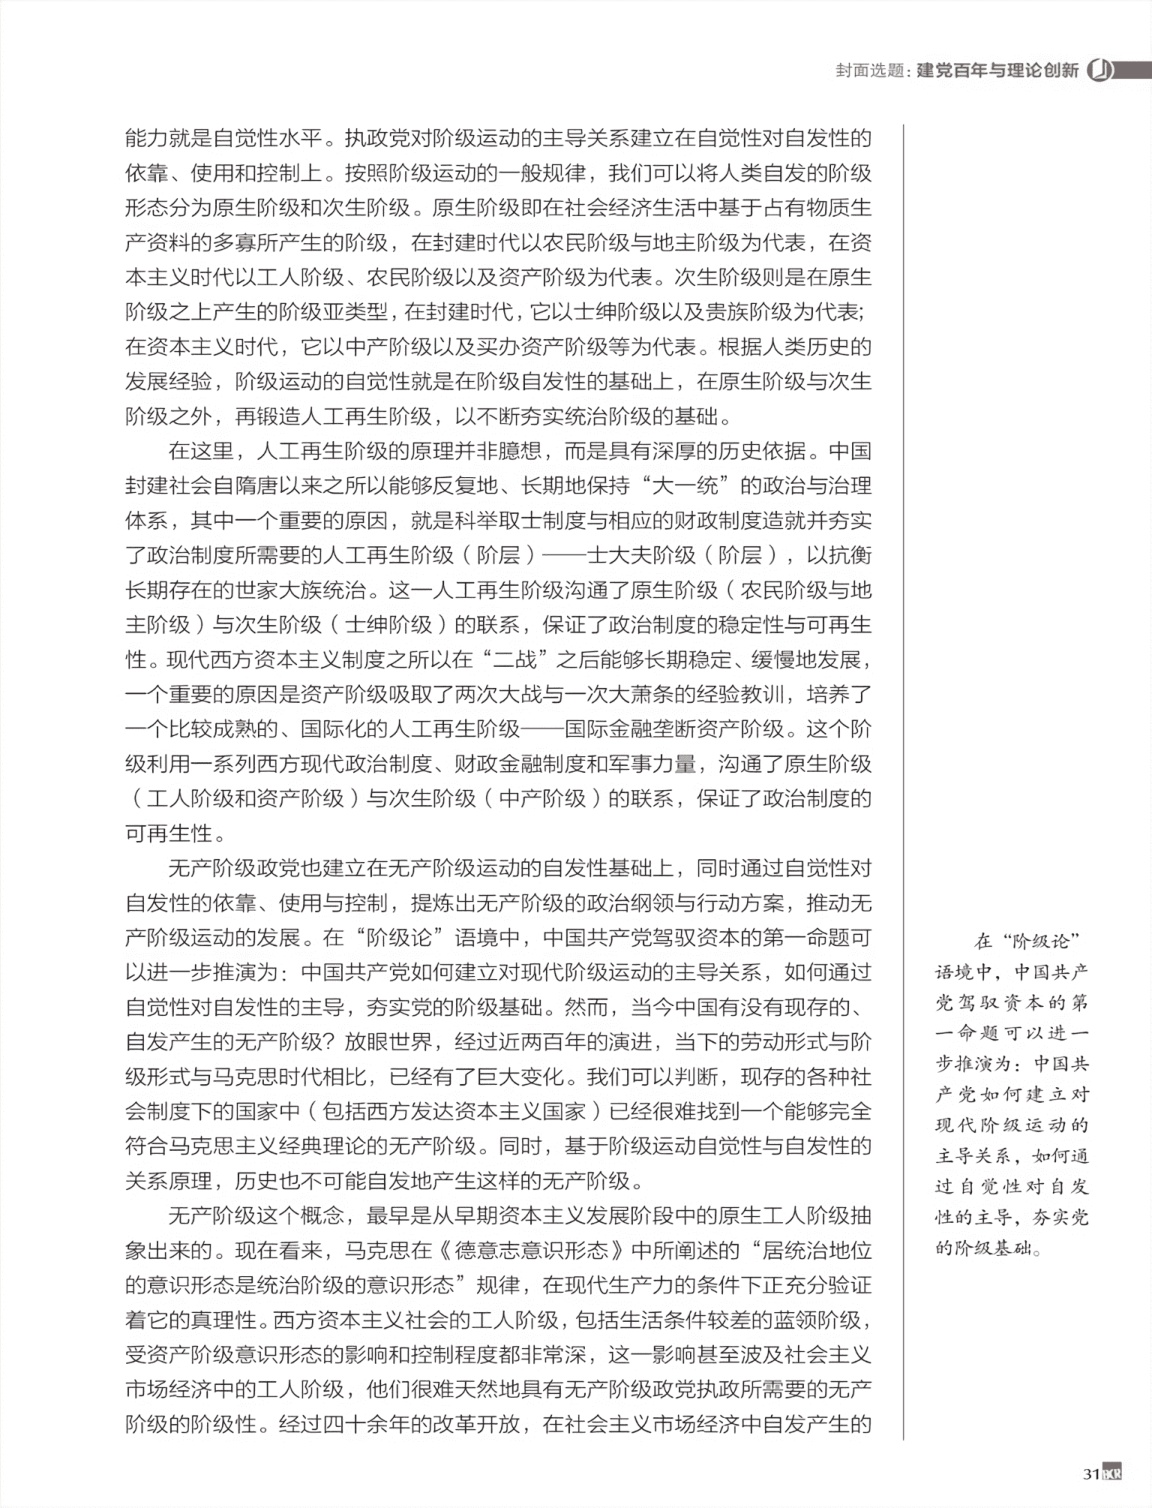 封面选题：建党百年与理论创新
能力就是自觉性水平。执政党对阶级运动的主导关系建立在自觉性对自发性的
依靠、使用和控制上。按照阶级运动的一般规律，我们可以将人类自发的阶级
形态分为原生阶级和次生阶级。原生阶级即在社会经济生活中基于占有物质生
产资料的多寡所产生的阶级，在封建时代以农民阶级与地主阶级为代表，在资
本主义时代以工人阶级、农民阶级以及资产阶级为代表。次生阶级则是在原生
阶级之上产生的阶级亚类型，在封建时代，它以士绅阶级以及贵族阶级为代表；
在资本主义时代，它以中产阶级以及买办资产阶级等为代表。根据人类历史的
发展经验，阶级运动的自觉性就是在阶级自发性的基础上，在原生阶级与次生
阶级之外，再锻造人工再生阶级，以不断夯实统治阶级的基础。
在这里，人工再生阶级的原理并非臆想，而是具有深厚的历史依据。中国
封建社会自隋唐以来之所以能够反复地、长期地保持“大一统”的政治与治理
体系，其中一个重要的原因，就是科举取士制度与相应的财政制度造就并夯实
了政治制度所需要的人工再生阶级（阶层）——士大夫阶级（阶层），以抗衡
长期存在的世家大族统治。这一人工再生阶级沟通了原生阶级（农民阶级与地
主阶级）与次生阶级（士绅阶级）的联系，保证了政治制度的稳定性与可再生
性。现代西方资本主义制度之所以在“二战”之后能够长期稳定、缓慢地发展，
一个重要的原因是资产阶级吸取了两次大战与一次大萧条的经验教训，培养了
一个比较成熟的、国际化的人工再生阶级——国际金融垄断资产阶级。这个阶
级利用一系列西方现代政治制度、财政金融制度和军事力量，沟通了原生阶级
（工人阶级和资产阶级）与次生阶级（中产阶级）的联系，保证了政治制度的
可再生性。
无产阶级政党也建立在无产阶级运动的自发性基础上，同时通过自觉性对
自发性的依靠、使用与控制，提炼出无产阶级的政治纲领与行动方案，推动无
产阶级运动的发展。在“阶级论”语境中，中国共产党驾驭资本的第一命题可
以进一步推演为：中国共产党如何建立对现代阶级运动的主导关系，如何通过
自觉性对自发性的主导，夯实党的阶级基础。然而，当今中国有没有现存的、
自发产生的无产阶级？放眼世界，经过近两百年的演进，当下的劳动形式与阶
级形式与马克思时代相比，已经有了巨大变化。我们可以判断，现存的各种社
会制度下的国家中（包括西方发达资本主义国家）已经很难找到一个能够完全
符合马克思主义经典理论的无产阶级。同时，基于阶级运动自觉性与自发性的
关系原理，历史也不可能自发地产生这样的无产阶级。
无产阶级这个概念，最早是从早期资本主义发展阶段中的原生工人阶级抽
象出来的。现在看来，马克思在《德意志意识形态》中所阐述的“居统治地位
的意识形态是统治阶级的意识形态”规律，在现代生产力的条件下正充分验证
着它的真理性。西方资本主义社会的工人阶级，包括生活条件较差的蓝领阶级，
受资产阶级意识形态的影响和控制程度都非常深，这一影响甚至波及社会主义
市场经济中的工人阶级，他们很难天然地具有无产阶级政党执政所需要的无产
阶级的阶级性。经过四十余年的改革开放，在社会主义市场经济中自发产生的
在“阶级论”
语境中，中国共产
党驾驭资本的第
一命题可以进一
步推演为：中国共
产党如何建立对
现代阶级运动的
主导关系，如何通
过自觉性对自发
性的主导，夯实党
的阶级基础。
31 BCR